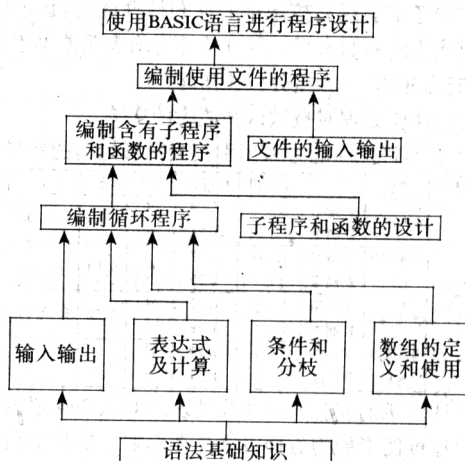 使用BASIC语言进行程序设计
编制使用文件的程序
编制含有子程序
和函数的程序
文件的输入输出
编制循环程序
子程序和函数的设计
输入输出
表达式
及计算
条件和
分枝
数组的定
义和使用
语法基础知识